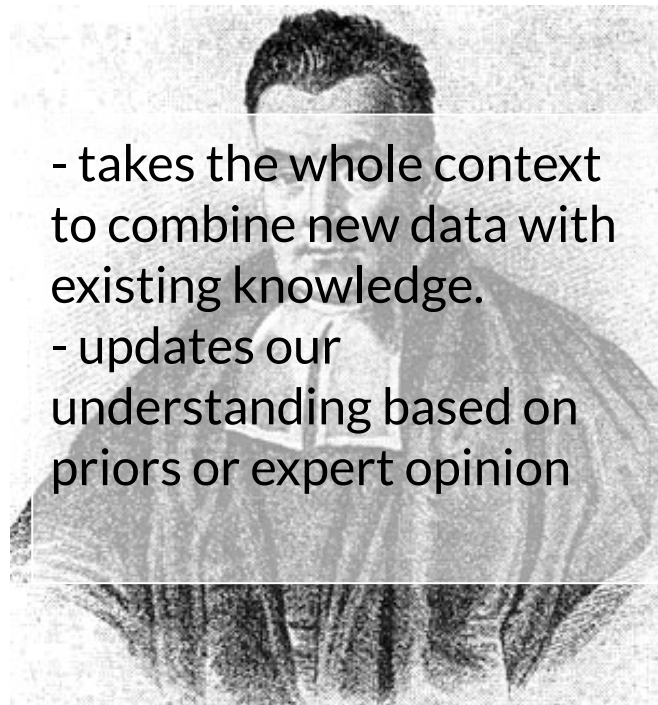 - takes the whole context
to combine new data with
existing knowledge.
- updates our
understanding based on
priors or expert opinion